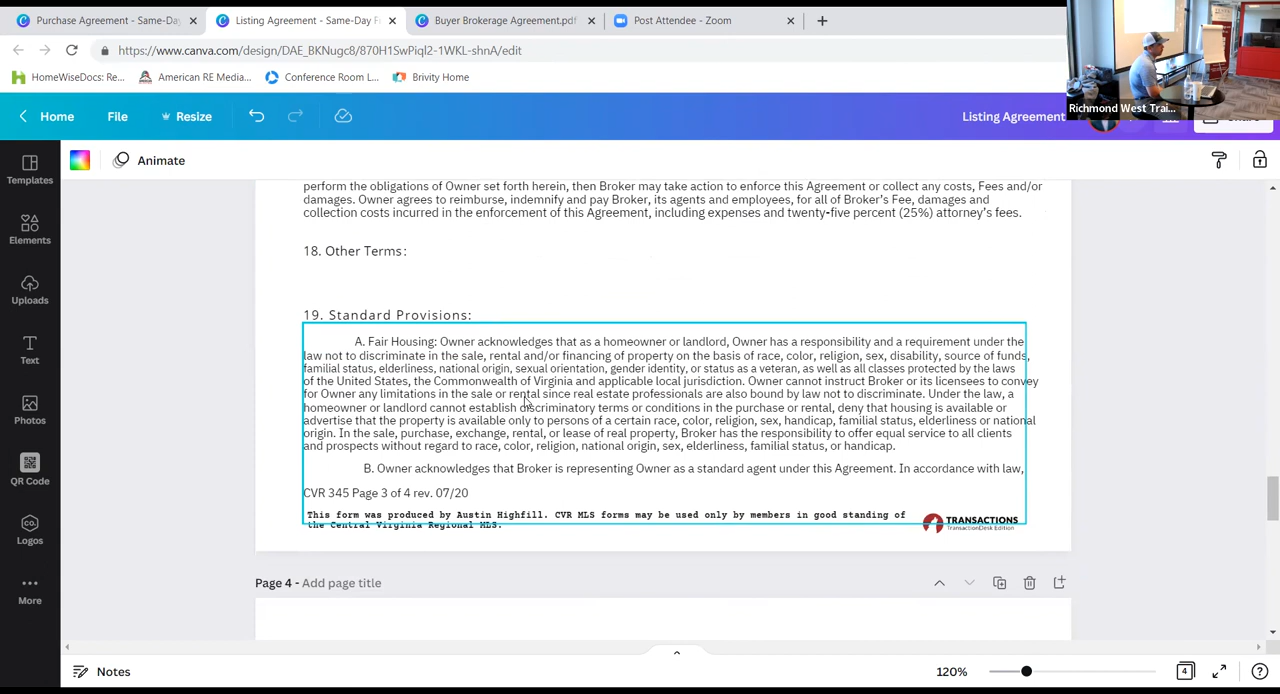 Purchase Agreement - Same-Day
Listing Agreement - Same-Day F
Buyer Brokerage Agreement.pdf
Post Attendee - Zoom
https://www.canva.com/design/DAE_BKNugc8/870H1SwPiql2-1WKL-shnA/edit
HomeWiseDocs: Re...
American RE Media...
Conference Room L...
Brivity Home
Richmond West Trai...
Home
File
Resize
Listing Agreement
Animate
Templates
Elements
Uploads
Text
Photos
QR Code
Logos
More
perform the obligations of Owner set forth herein, then Broker may take action to enforce this Agreement or collect any costs, Fees and/or
damages. Owner agrees to reimburse, indemnify and pay Broker, its agents and employees, for all of Broker's Fee, damages and
collection costs incurred in the enforcement of this Agreement, including expenses and twenty-five percent (25%) attorney's fees.
18. Other Terms:
19. Standard Provisions:
A. Fair Housing: Owner acknowledges that as a homeowner or landlord, Owner has a responsibility and a requirement under the
law not to discriminate in the sale, rental and/or financing of property on the basis of race, color, religion, sex, disability, source of funds,
familial status, elderliness, national origin, sexual orientation, gender identity, or status as a veteran, as well as all classes protected by the laws
of the United States, the Commonwealth of Virginia and applicable local jurisdiction. Owner cannot instruct Broker or its licensees to convey
for Owner any limitations in the sale or rental since real estate professionals are also bound by law not to discriminate. Under the law, a
homeowner or landlord cannot establish discriminatory terms or conditions in the purchase or rental, deny that housing is available or
advertise that the property is available only to persons of a certain race, color, religion, sex, handicap, familial status, elderliness or national
origin. In the sale, purchase, exchange, rental, or lease of real property, Broker has the responsibility to offer equal service to all clients
and prospects without regard to race, color, religion, national origin, sex, elderliness, familial status, or handicap.
B. Owner acknowledges that Broker is representing Owner as a standard agent under this Agreement. In accordance with law,
CVR 345 Page 3 of 4 rev. 07/20
This form was produced by Austin Highfill. CVR MLS forms may be used only by members in good standing of
the Central Virginia Regional MLS.
TRANSACTIONS
TransactionDesk Edition
Page 4 - Add page title
Notes
120%
4